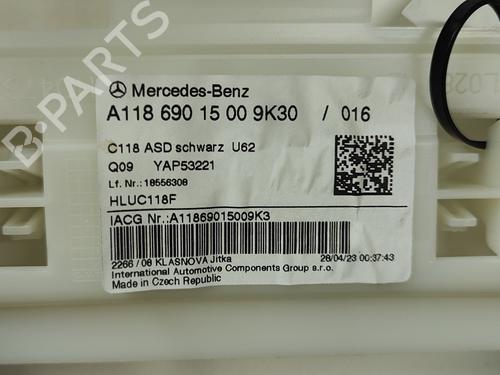 Mercedes-Benz
A118 690 15 00 9K30 / 016
C118 ASD schwarz U62
Q09 YAP53221
Lf. Nr.: 18556308
HLUC118F
IACG Nr.:A11869015009K3
2266 / 06 KLASNOVA Jitka 28/04/23 00:37:43
International Automotive Components Group s.r.o.
Made in Czech Republic